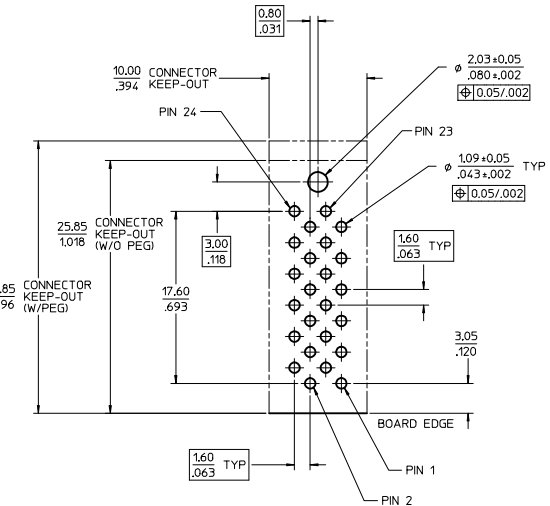 0.80
.031
10.00 CONNECTOR
.394 KEEP-OUT
ø 2.03±0.05
.080±.002
⌖ 0.05/.002
PIN 24
PIN 23
ø 1.09±0.05 TYP
.043±.002
⌖ 0.05/.002
25.85 CONNECTOR
1.018 KEEP-OUT
(W/O PEG)
3.00
.118
1.60 TYP
.063
.85 CONNECTOR
96 KEEP-OUT
(W/PEG)
17.60
.693
3.05
.120
BOARD EDGE
1.60 TYP
.063
PIN 1
PIN 2